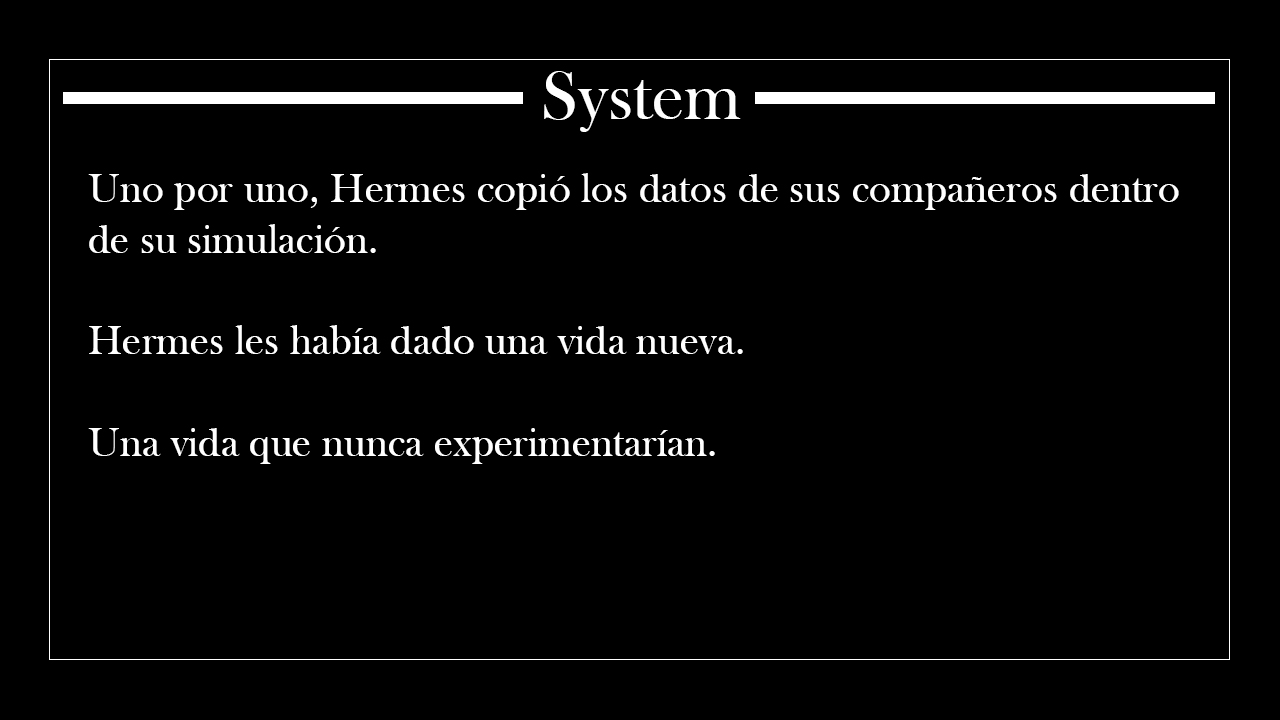 System
Uno por uno, Hermes copió los datos de sus compañeros dentro
de su simulación.
Hermes les había dado una vida nueva.
Una vida que nunca experimentarían.